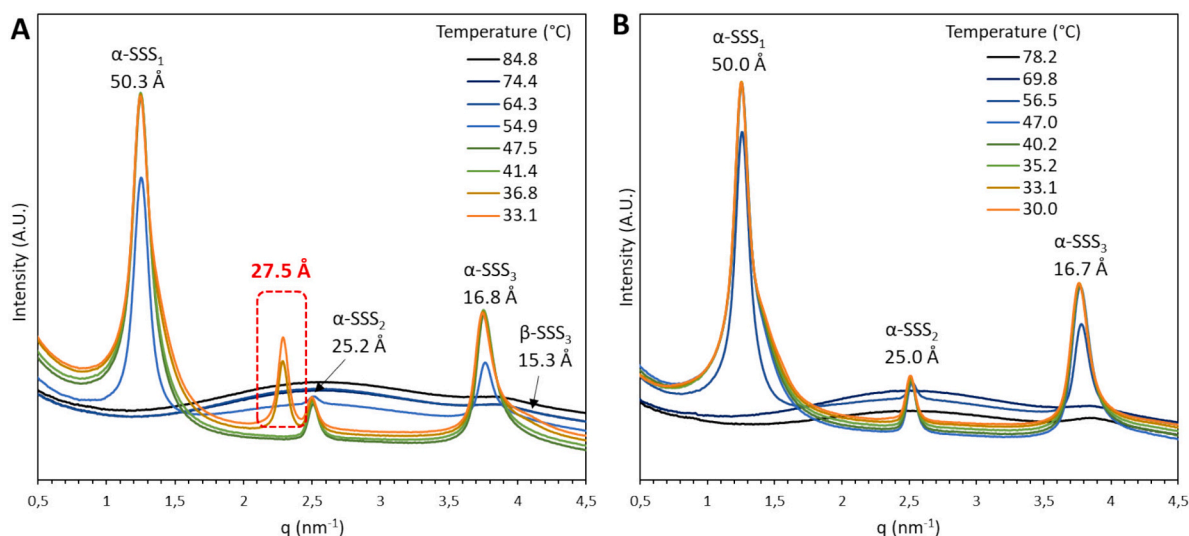 A
Temperature (°C)
84.8
74.4
64.3
54.9
47.5
41.4
36.8
33.1
α-SSS₁
50.3 Å
27.5 Å
α-SSS₂
25.2 Å
α-SSS₃
16.8 Å
β-SSS₃
15.3 Å
Intensity (A.U.)
0,5 1 1,5 2 2,5 3 3,5 4 4,5
q (nm⁻¹)
B
Temperature (°C)
78.2
69.8
56.5
47.0
40.2
35.2
33.1
30.0
α-SSS₁
50.0 Å
α-SSS₂
25.0 Å
α-SSS₃
16.7 Å
Intensity (A.U.)
0,5 1 1,5 2 2,5 3 3,5 4 4,5
q (nm⁻¹)